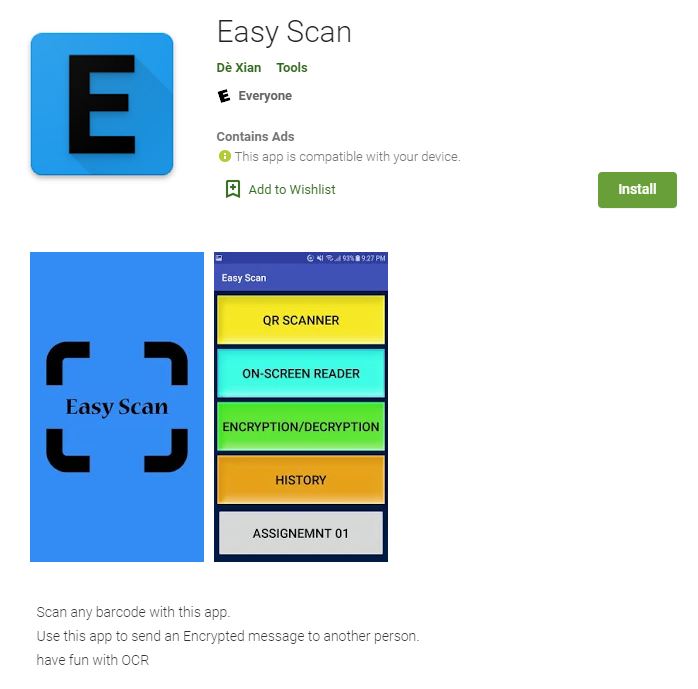 E
Easy Scan
Dè Xian Tools
E Everyone
Contains Ads
This app is compatible with your device.
Add to Wishlist
Install
Easy Scan
93% 9:27 PM
Easy Scan
QR SCANNER
ON-SCREEN READER
ENCRYPTION/DECRYPTION
HISTORY
ASSIGNEMNT 01
Scan any barcode with this app.
Use this app to send an Encrypted message to another person.
have fun with OCR